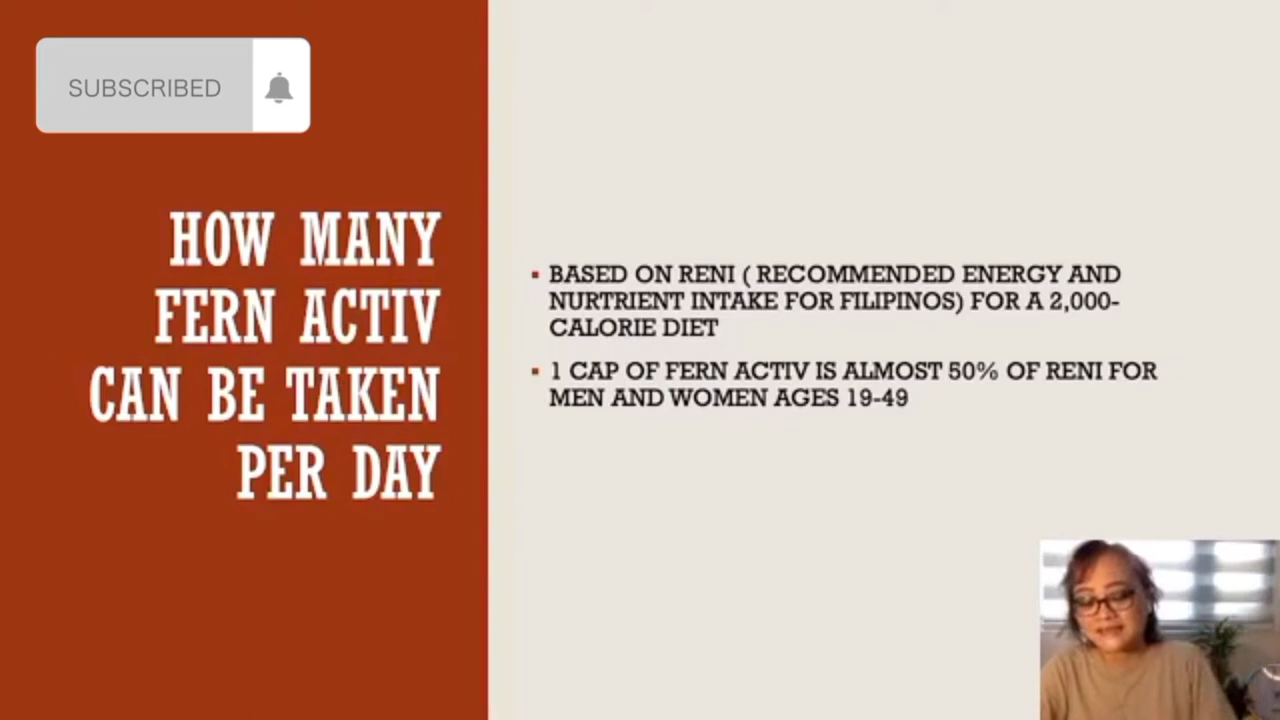 SUBSCRIBED
HOW MANY
FERN ACTIV
CAN BE TAKEN
PER DAY
▪ BASED ON RENI ( RECOMMENDED ENERGY AND
NURTRIENT INTAKE FOR FILIPINOS) FOR A 2,000-
CALORIE DIET
▪ 1 CAP OF FERN ACTIV IS ALMOST 50% OF RENI FOR
MEN AND WOMEN AGES 19-49